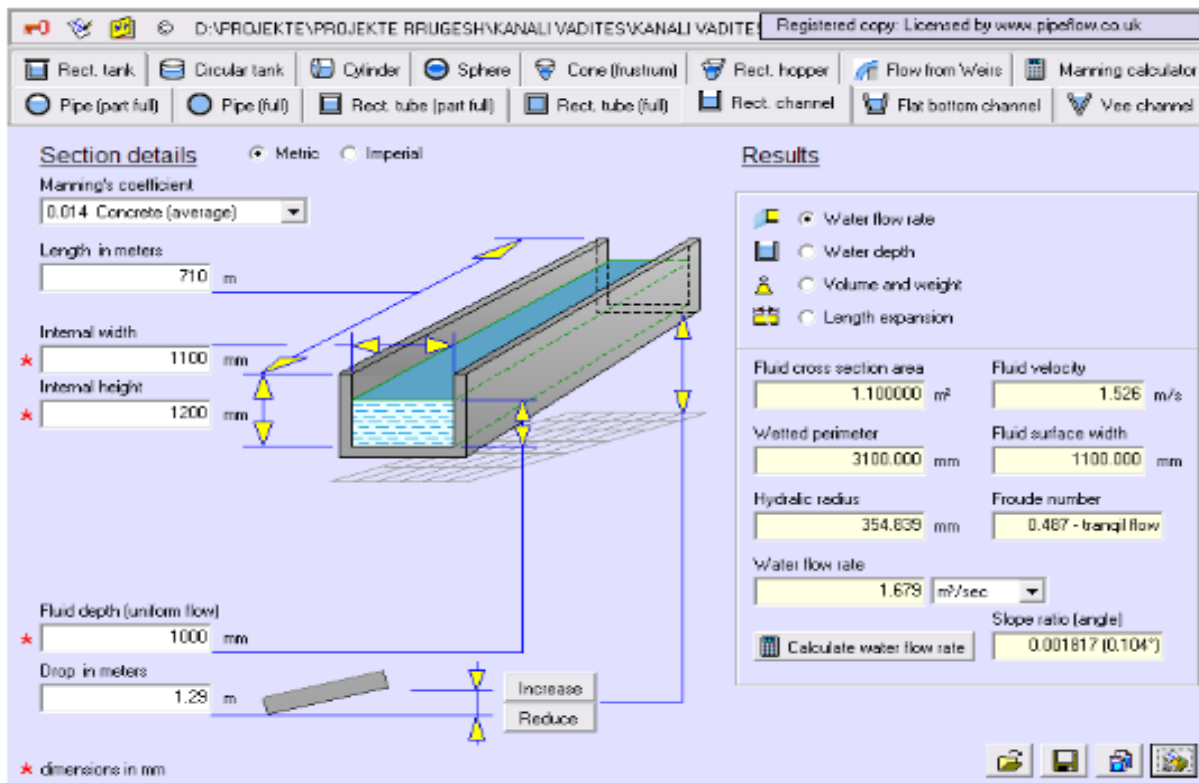 © D:\PROJEKTE\PROJEKTE RRUGESH\KANALI VADITES\KANALI VADITES
Registered copy: Licensed by www.pipeflow.co.uk
Rect. tank Circular tank Cylinder Sphere Cone (frustrum) Rect. hopper Flow from Weirs Manning calculator
Pipe (part full) Pipe (full) Rect. tube (part full) Rect. tube (full) Rect. channel Flat bottom channel Vee channel
Section details Metric Imperial
Manning's coefficient
0.014 Concrete (average)
Length in meters
710 m
Internal width
* 1100 mm
Internal height
* 1200 mm
Fluid depth (uniform flow)
* 1000 mm
Drop in meters
1.29 m
Increase
Reduce
* dimensions in mm
Results
Water flow rate
Water depth
Volume and weight
Length expansion
Fluid cross section area Fluid velocity
1.100000 m² 1.526 m/s
Wetted perimeter Fluid surface width
3100.000 mm 1100.000 mm
Hydralic radius Froude number
354.839 mm 0.487 - tranqil flow
Water flow rate
1.679 m³/sec
Slope ratio (angle)
Calculate water flow rate 0.001817 (0.104°)